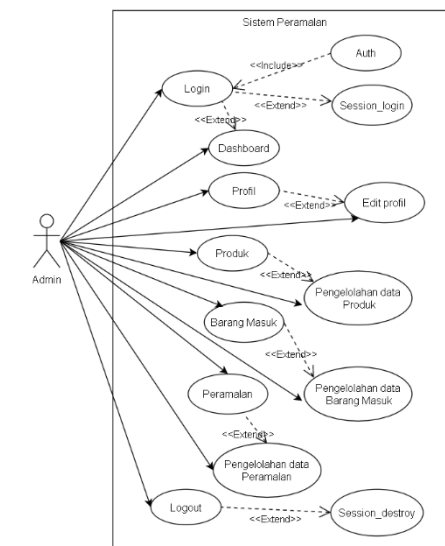 Sistem Peramalan
Auth
<<Include>>
Login
<<Extend>>
Session_login
<<Extend>>
Dashboard
Profil
<<Extend>>
Edit profil
Admin
Produk
<<Extend>>
Pengelolahan data
Produk
Barang Masuk
<<Extend>>
Pengelolahan data
Barang Masuk
Peramalan
<<Extend>>
Pengelolahan data
Peramalan
Logout
<<Extend>>
Session_destroy